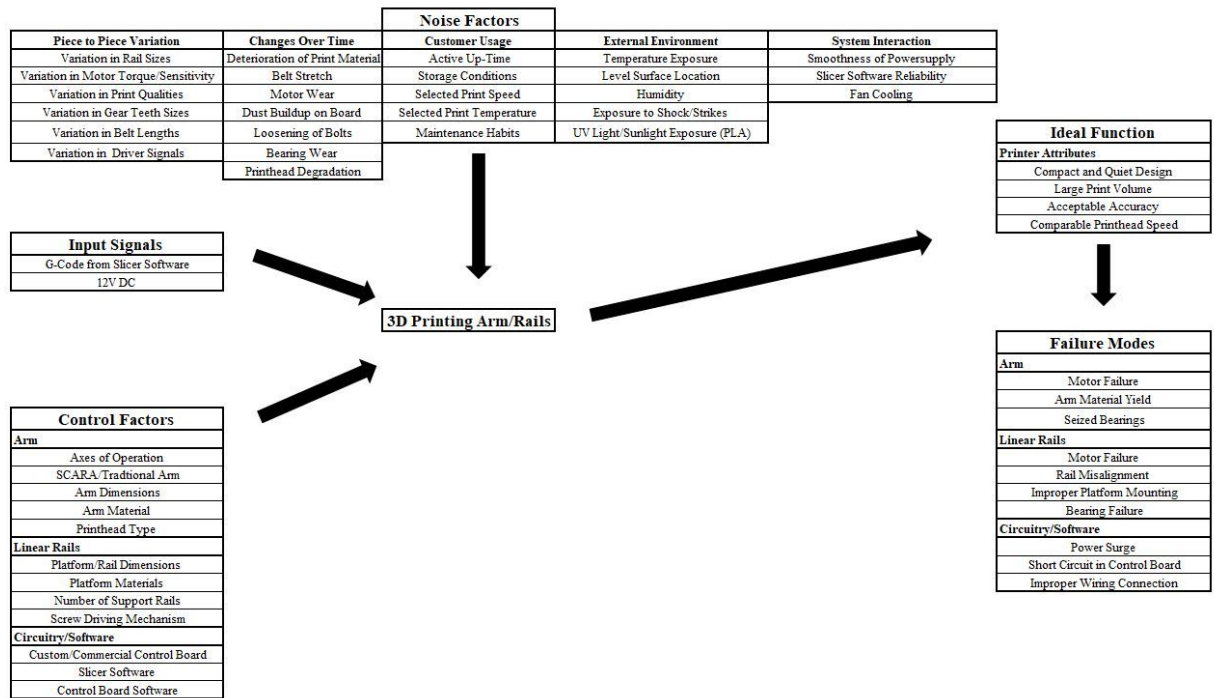 Noise Factors
Piece to Piece Variation
Variation in Rail Sizes
Variation in Motor Torque/Sensitivity
Variation in Print Qualities
Variation in Gear Teeth Sizes
Variation in Belt Lengths
Variation in Driver Signals
Changes Over Time
Deterioration of Print Material
Belt Stretch
Motor Wear
Dust Buildup on Board
Loosening of Bolts
Bearing Wear
Printhead Degradation
Customer Usage
Active Up-Time
Storage Conditions
Selected Print Speed
Selected Print Temperature
Maintenance Habits
External Environment
Temperature Exposure
Level Surface Location
Humidity
Exposure to Shock/Strikes
UV Light/Sunlight Exposure (PLA)
System Interaction
Smoothness of Powersupply
Slicer Software Reliability
Fan Cooling
Input Signals
G-Code from Slicer Software
12V DC
3D Printing Arm/Rails
Control Factors
Arm
Axes of Operation
SCARA/Tradtional Arm
Arm Dimensions
Arm Material
Printhead Type
Linear Rails
Platform/Rail Dimensions
Platform Materials
Number of Support Rails
Screw Driving Mechanism
Circuitry/Software
Custom/Commercial Control Board
Slicer Software
Control Board Software
Ideal Function
Printer Attributes
Compact and Quiet Design
Large Print Volume
Acceptable Accuracy
Comparable Printhead Speed
Failure Modes
Arm
Motor Failure
Arm Material Yield
Seized Bearings
Linear Rails
Motor Failure
Rail Misalignment
Improper Platform Mounting
Bearing Failure
Circuitry/Software
Power Surge
Short Circuit in Control Board
Improper Wiring Connection